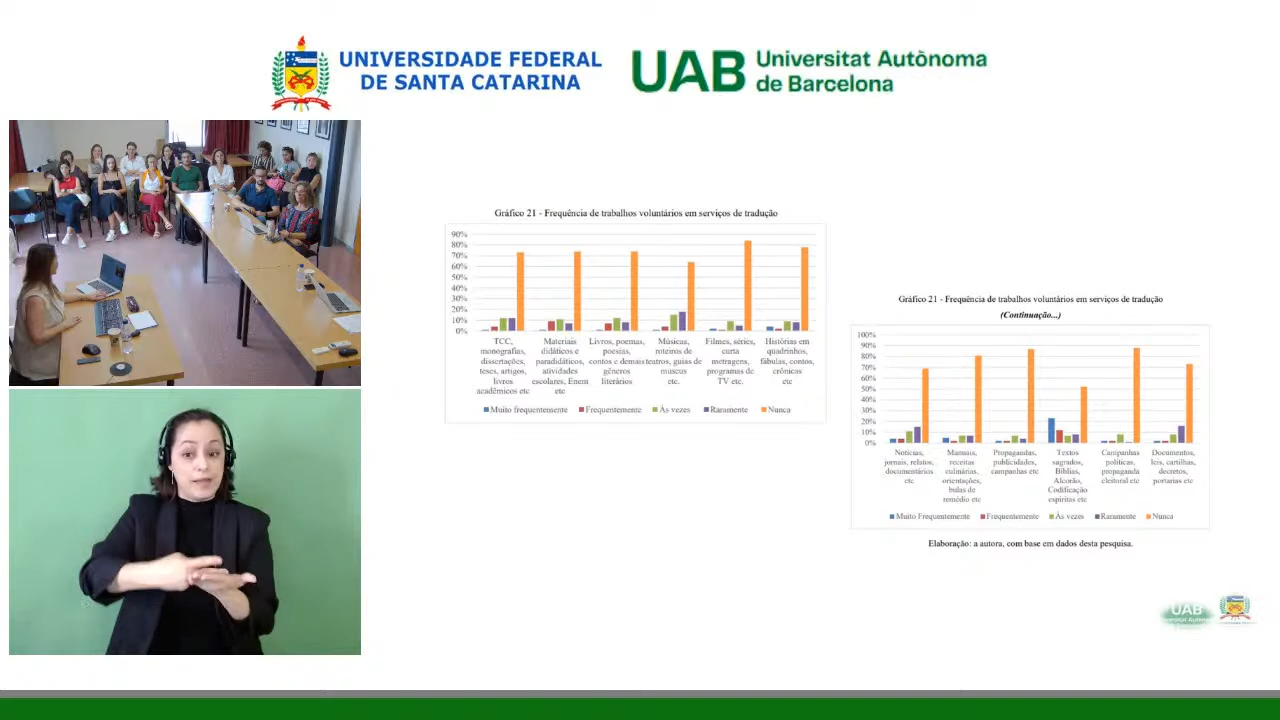 UNIVERSIDADE FEDERAL
DE SANTA CATARINA
UAB Universitat Autònoma
de Barcelona
Gráfico 21 - Frequência de trabalhos voluntários em serviços de tradução
90%
80%
70%
60%
50%
40%
30%
20%
10%
0%
TCC,
monografias,
dissertações,
teses, artigos,
livros
acadêmicos etc
Materiais
didáticos e
paradidáticos,
atividades
escolares, Enem
etc
Livros, poemas,
poesias,
contos e demais
gêneros
literários
Músicas,
roteiros de
teatros, guias de
museus
etc.
Filmes, séries,
curta
metragens,
programas de
TV etc.
Histórias em
quadrinhos,
fábulas, contos,
crônicas
etc
Muito frequentemente Frequentemente Às vezes Raramente Nunca
Gráfico 21 - Frequência de trabalhos voluntários em serviços de tradução
(Continuação...)
100%
90%
80%
70%
60%
50%
40%
30%
20%
10%
0%
Notícias,
jornais, relatos,
documentários
etc
Manuais,
receitas
culinárias,
orientações,
bulas de
remédio etc
Propagandas,
publicidades,
campanhas etc
Textos
sagrados,
Bíblias,
Alcorão,
Codificação
espíritas etc
Campanhas
políticas,
propaganda
eleitoral etc
Documentos,
leis, cartilhas,
decretos,
portarias etc
Muito Frequentemente Frequentemente Às vezes Raramente Nunca
Elaboração: a autora, com base em dados desta pesquisa.
UAB